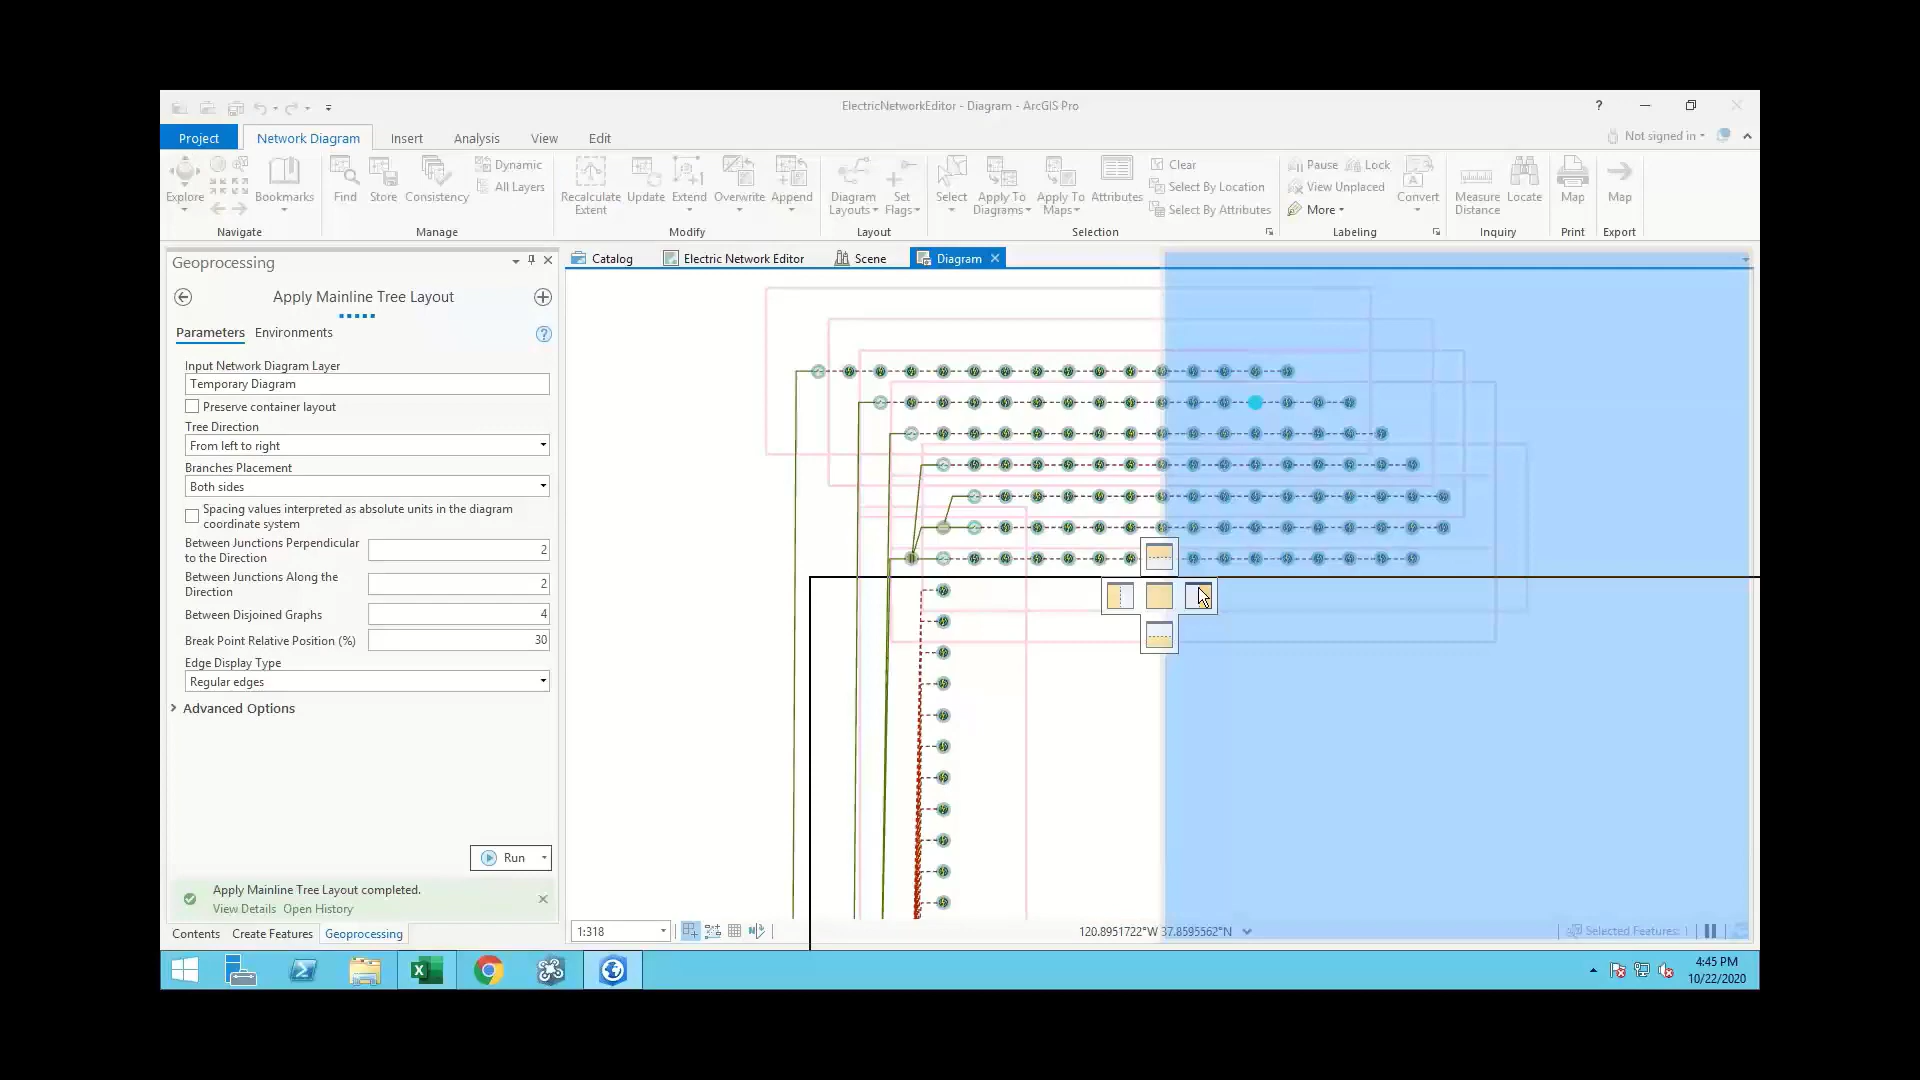 ElectricNetworkEditor - Diagram - ArcGIS Pro
?
Project
Network Diagram
Insert
Analysis
View
Edit
Not signed in
Explore
Bookmarks
Navigate
Find
Store
Consistency
Dynamic
All Layers
Manage
Recalculate
Extent
Update
Extend
Overwrite
Append
Modify
Diagram
Layouts
Set
Flags
Layout
Select
Apply To
Diagrams
Apply To
Maps
Attributes
Clear
Select By Location
Select By Attributes
Selection
Pause
Lock
View Unplaced
More
Convert
Labeling
Measure
Distance
Locate
Inquiry
Map
Print
Map
Export
Geoprocessing
Apply Mainline Tree Layout
Parameters
Environments
?
Input Network Diagram Layer
Temporary Diagram
Preserve container layout
Tree Direction
From left to right
Branches Placement
Both sides
Spacing values interpreted as absolute units in the diagram
coordinate system
Between Junctions Perpendicular
to the Direction
2
Between Junctions Along the
Direction
2
Between Disjoined Graphs
4
Break Point Relative Position (%)
30
Edge Display Type
Regular edges
Advanced Options
Run
Apply Mainline Tree Layout completed.
View Details Open History
Contents
Create Features
Geoprocessing
Catalog
Electric Network Editor
Scene
Diagram
1:318
120.8951722°W 37.8595562°N
Selected Features: 1
4:45 PM
10/22/2020